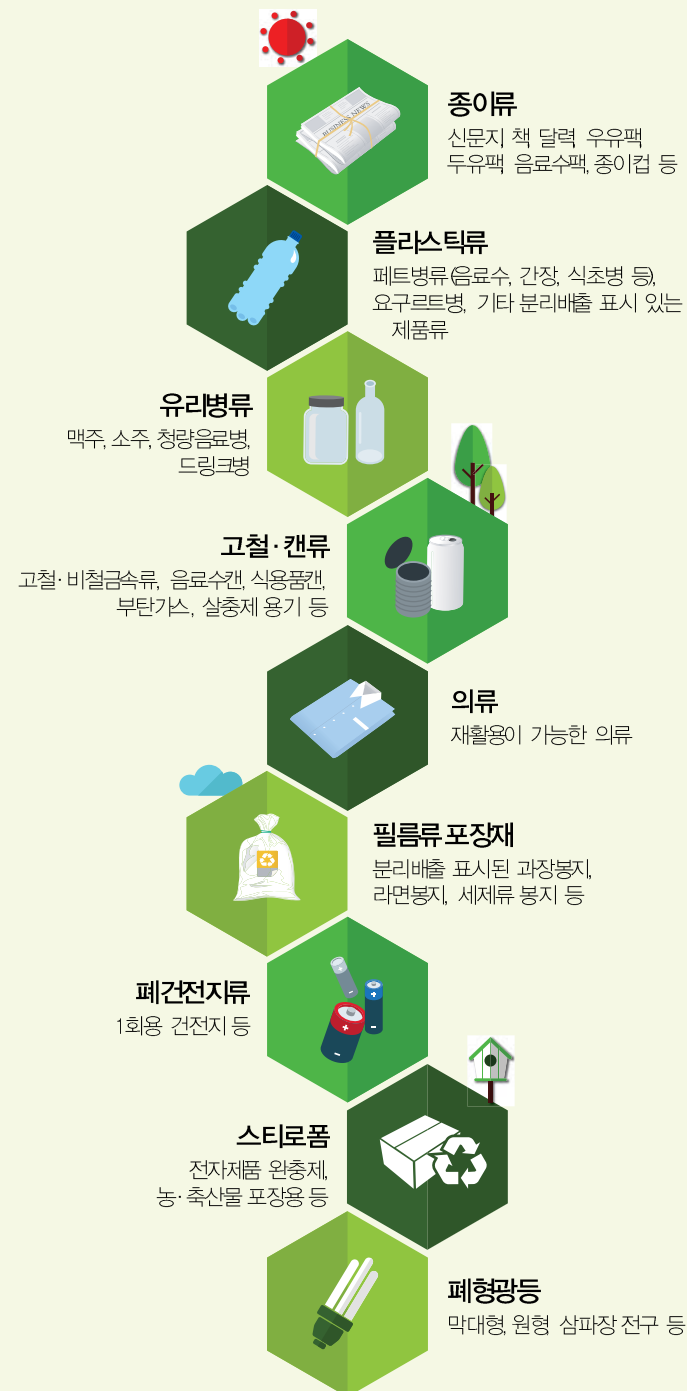 BUSINESS NEWS
종이류
신문지, 책, 달력, 우유팩,
두유팩, 음료수팩, 종이컵 등
플라스틱류
페트병류(음료수, 간장, 식초병 등),
요구르트병, 기타 분리배출 표시 있는
제품류
유리병류
맥주, 소주, 청량음료병,
드링크병
고철·캔류
고철·비철금속류, 음료수캔, 식용품캔,
부탄가스, 살충제 용기 등
의류
재활용이 가능한 의류
필름류 포장재
분리배출 표시된 과장봉지,
라면봉지, 세제류 봉지 등
폐건전지류
1회용 건전지 등
스티로폼
전자제품 완충제,
농·축산물 포장용 등
폐형광등
막대형, 원형, 삼파장 전구 등